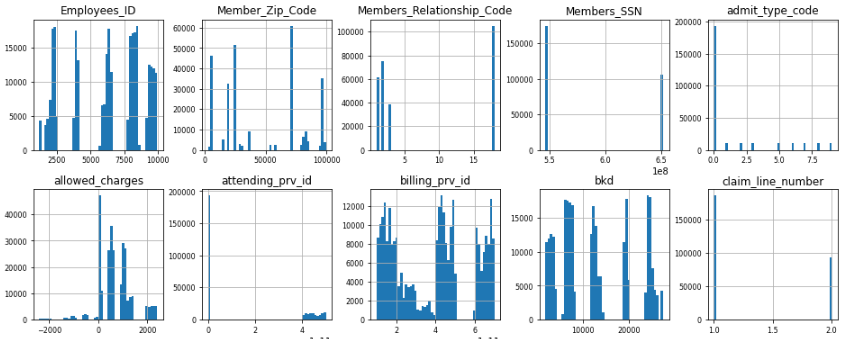 Employees_ID
15000
10000
5000
0
2500 5000 7500 10000
Member_Zip_Code
60000
50000
40000
30000
20000
10000
0
0 50000 100000
Members_Relationship_Code
100000
80000
60000
40000
20000
0
5 10 15
Members_SSN
150000
100000
50000
0
5.5 6.0 6.5
1e8
admit_type_code
200000
150000
100000
50000
0
0.0 2.5 5.0 7.5
allowed_charges
40000
30000
20000
10000
0
−2000 0 2000
attending_prv_id
200000
150000
100000
50000
0
0 2 4
billing_prv_id
12000
10000
8000
6000
4000
2000
0
2 4 6
bkd
15000
10000
5000
0
10000 20000
claim_line_number
150000
100000
50000
0
1.0 1.5 2.0